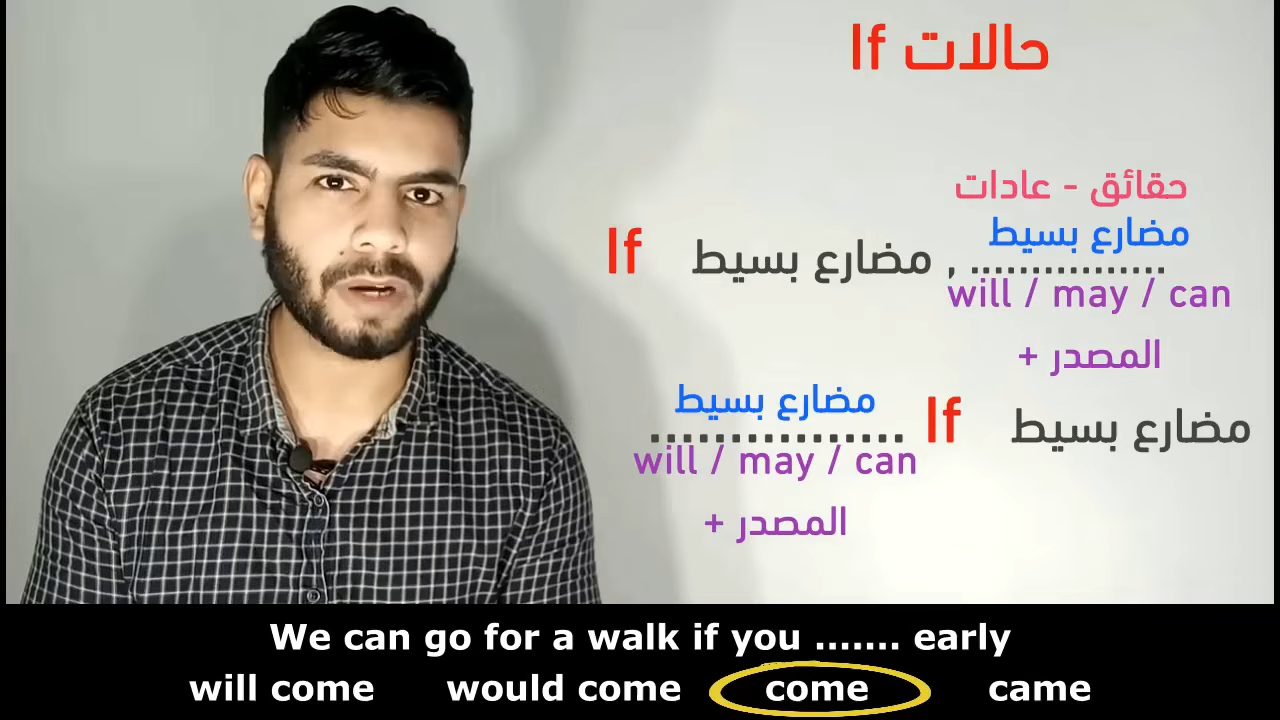 حالات If
حقائق - عادات
مضارع بسيط
If مضارع بسيط , ................
will / may / can
+ المصدر
مضارع بسيط
................ If مضارع بسيط
will / may / can
+ المصدر
We can go for a walk if you ....... early
will come would come come came